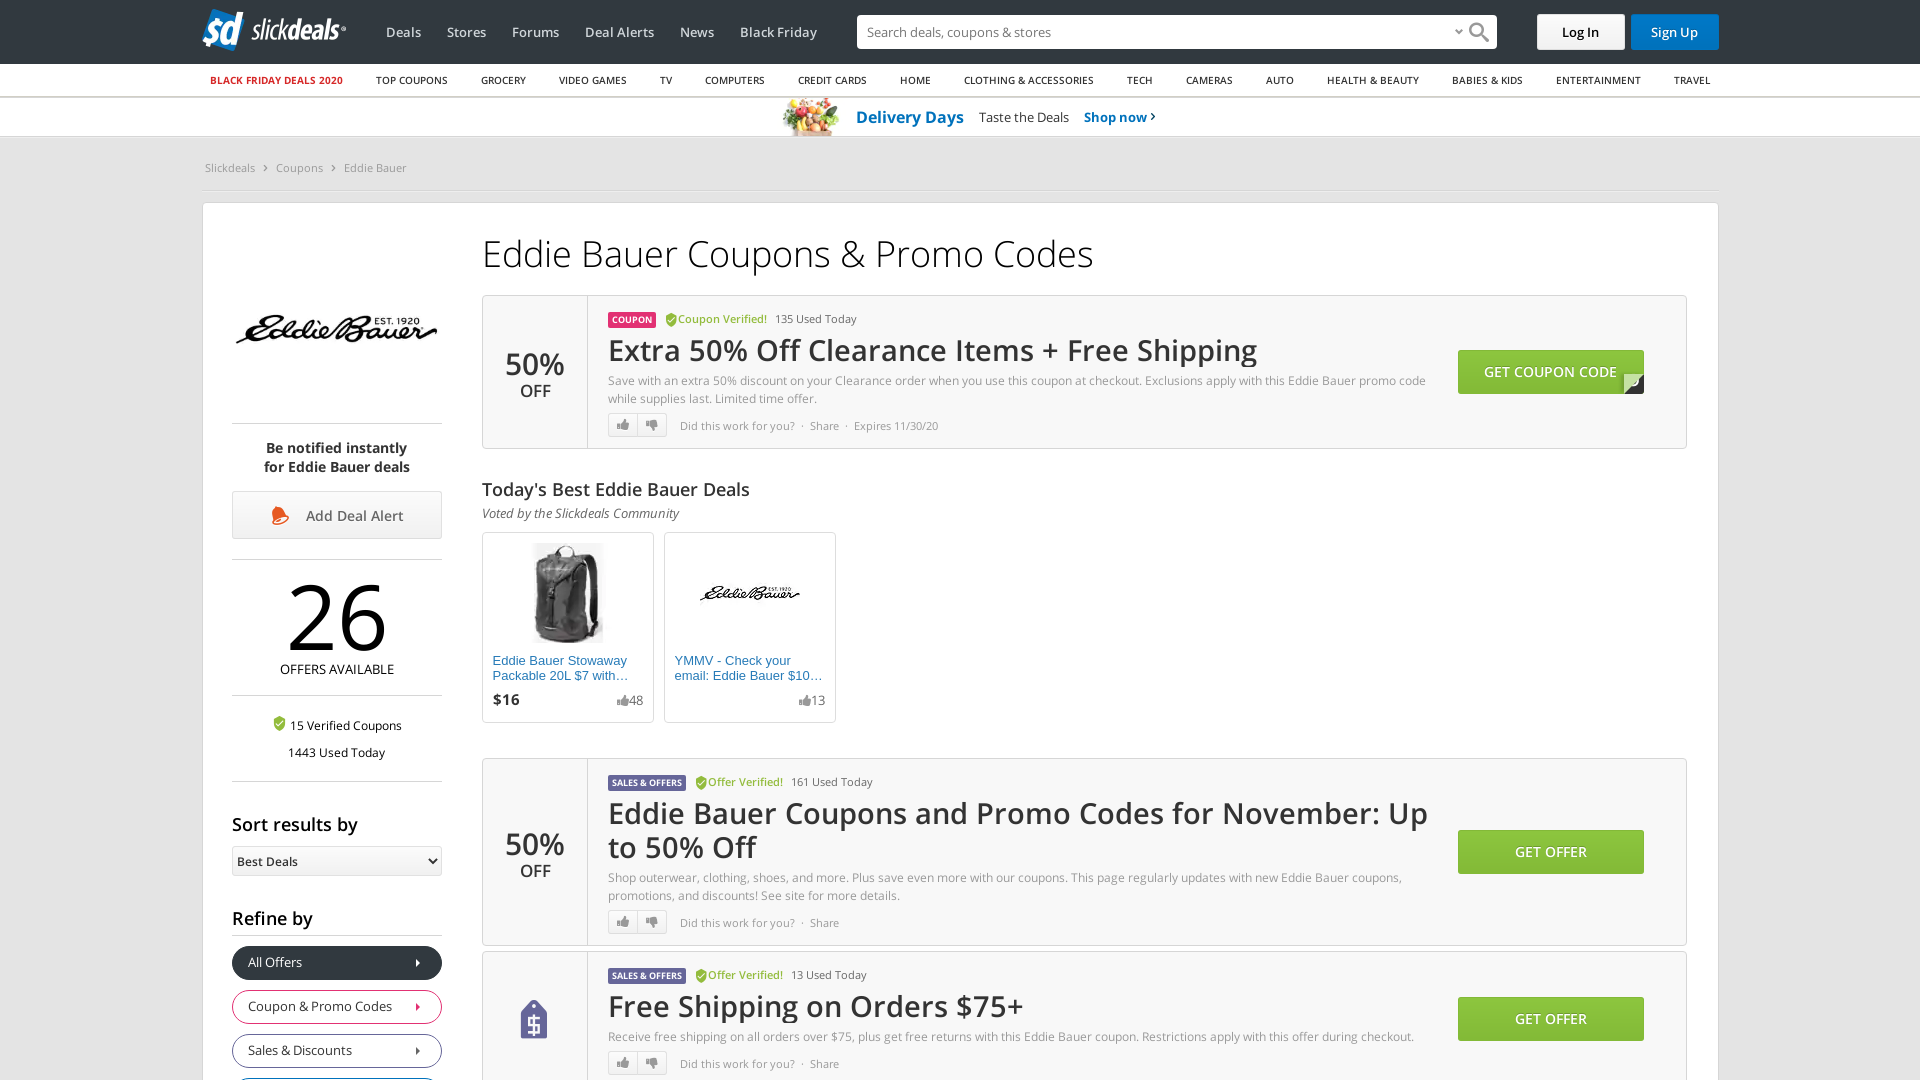 sd slickdeals
Deals
Stores
Forums
Deal Alerts
News
Black Friday
Search deals, coupons & stores
Log In
Sign Up
BLACK FRIDAY DEALS 2020
TOP COUPONS
GROCERY
VIDEO GAMES
TV
COMPUTERS
CREDIT CARDS
HOME
CLOTHING & ACCESSORIES
TECH
CAMERAS
AUTO
HEALTH & BEAUTY
BABIES & KIDS
ENTERTAINMENT
TRAVEL
Delivery Days Taste the Deals Shop now
Slickdeals > Coupons > Eddie Bauer
EST. 1920
Eddie Bauer
Be notified instantly
for Eddie Bauer deals
Add Deal Alert
26
OFFERS AVAILABLE
15 Verified Coupons
1443 Used Today
Sort results by
Best Deals
Refine by
All Offers
Coupon & Promo Codes
Sales & Discounts
Eddie Bauer Coupons & Promo Codes
50%
OFF
COUPON Coupon Verified! 135 Used Today
Extra 50% Off Clearance Items + Free Shipping
Save with an extra 50% discount on your Clearance order when you use this coupon at checkout. Exclusions apply with this Eddie Bauer promo code
while supplies last. Limited time offer.
Did this work for you? · Share · Expires 11/30/20
GET COUPON CODE
Today's Best Eddie Bauer Deals
Voted by the Slickdeals Community
Eddie Bauer Stowaway
Packable 20L $7 with…
$16
48
EST. 1920
Eddie Bauer
YMMV - Check your
email: Eddie Bauer $10…
13
50%
OFF
SALES & OFFERS Offer Verified! 161 Used Today
Eddie Bauer Coupons and Promo Codes for November: Up
to 50% Off
Shop outerwear, clothing, shoes, and more. Plus save even more with our coupons. This page regularly updates with new Eddie Bauer coupons,
promotions, and discounts! See site for more details.
Did this work for you? · Share
GET OFFER
SALES & OFFERS Offer Verified! 13 Used Today
Free Shipping on Orders $75+
Receive free shipping on all orders over $75, plus get free returns with this Eddie Bauer coupon. Restrictions apply with this offer during checkout.
Did this work for you? · Share
GET OFFER